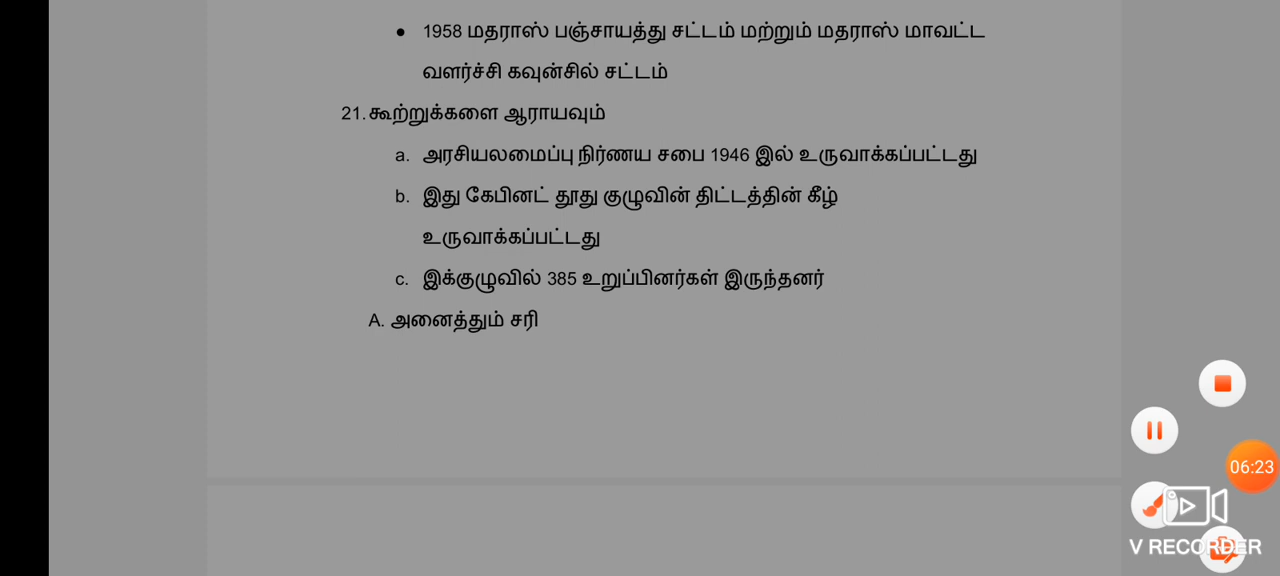 • 1958 மதராஸ் பஞ்சாயத்து சட்டம் மற்றும் மதராஸ் மாவட்ட
வளர்ச்சி கவுன்சில் சட்டம்
21. கூற்றுக்களை ஆராயவும்
a. அரசியலமைப்பு நிர்ணய சபை 1946 இல் உருவாக்கப்பட்டது
b. இது கேபினட் தூது குழுவின் திட்டத்தின் கீழ்
உருவாக்கப்பட்டது
c. இக்குழுவில் 385 உறுப்பினர்கள் இருந்தனர்
A. அனைத்தும் சரி
06:23
V RECORDER